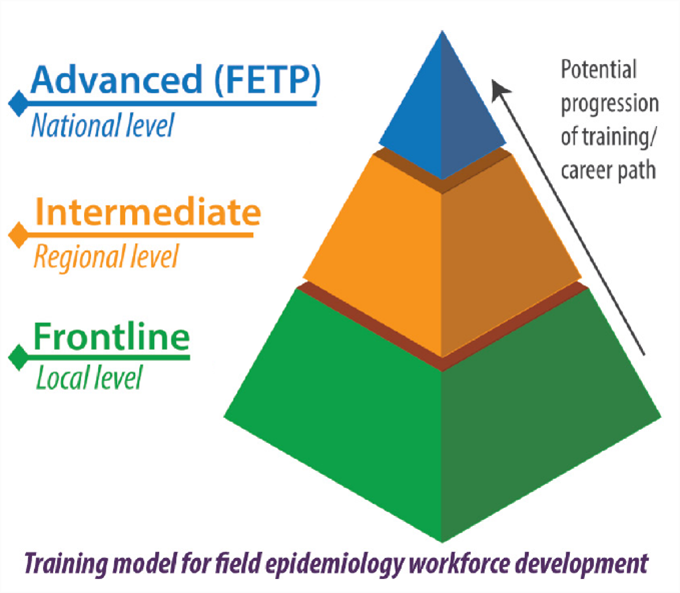 Advanced (FETP)
National level
Potential
progression
of training/
career path
Intermediate
Regional level
Frontline
Local level
Training model for field epidemiology workforce development